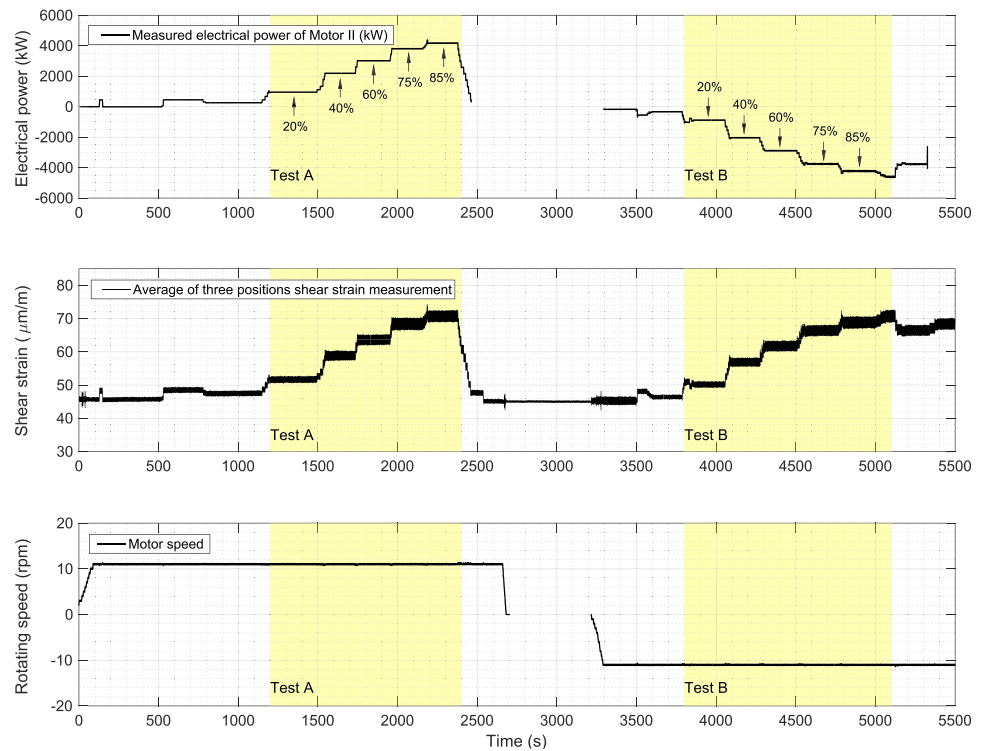 6000
4000
2000
0
-2000
-4000
-6000
Electrical power (kW)
Measured electrical power of Motor II (kW)
20%
40%
60%
75%
85%
Test A
20%
40%
60%
75%
85%
Test B
0 500 1000 1500 2000 2500 3000 3500 4000 4500 5000 5500
80
70
60
50
40
30
Shear strain ( μm/m)
Average of three positions shear strain measurement
Test A
Test B
0 500 1000 1500 2000 2500 3000 3500 4000 4500 5000 5500
20
10
0
-10
-20
Rotating speed (rpm)
Motor speed
Test A
Test B
0 500 1000 1500 2000 2500 3000 3500 4000 4500 5000 5500
Time (s)